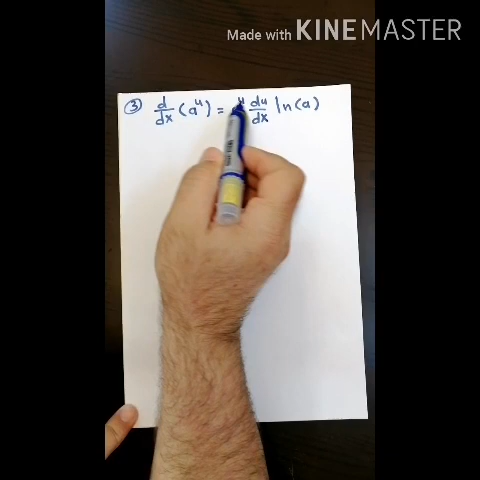 Made with KINEMASTER
③ d/dx (a^u) = a^u du/dx ln(a)